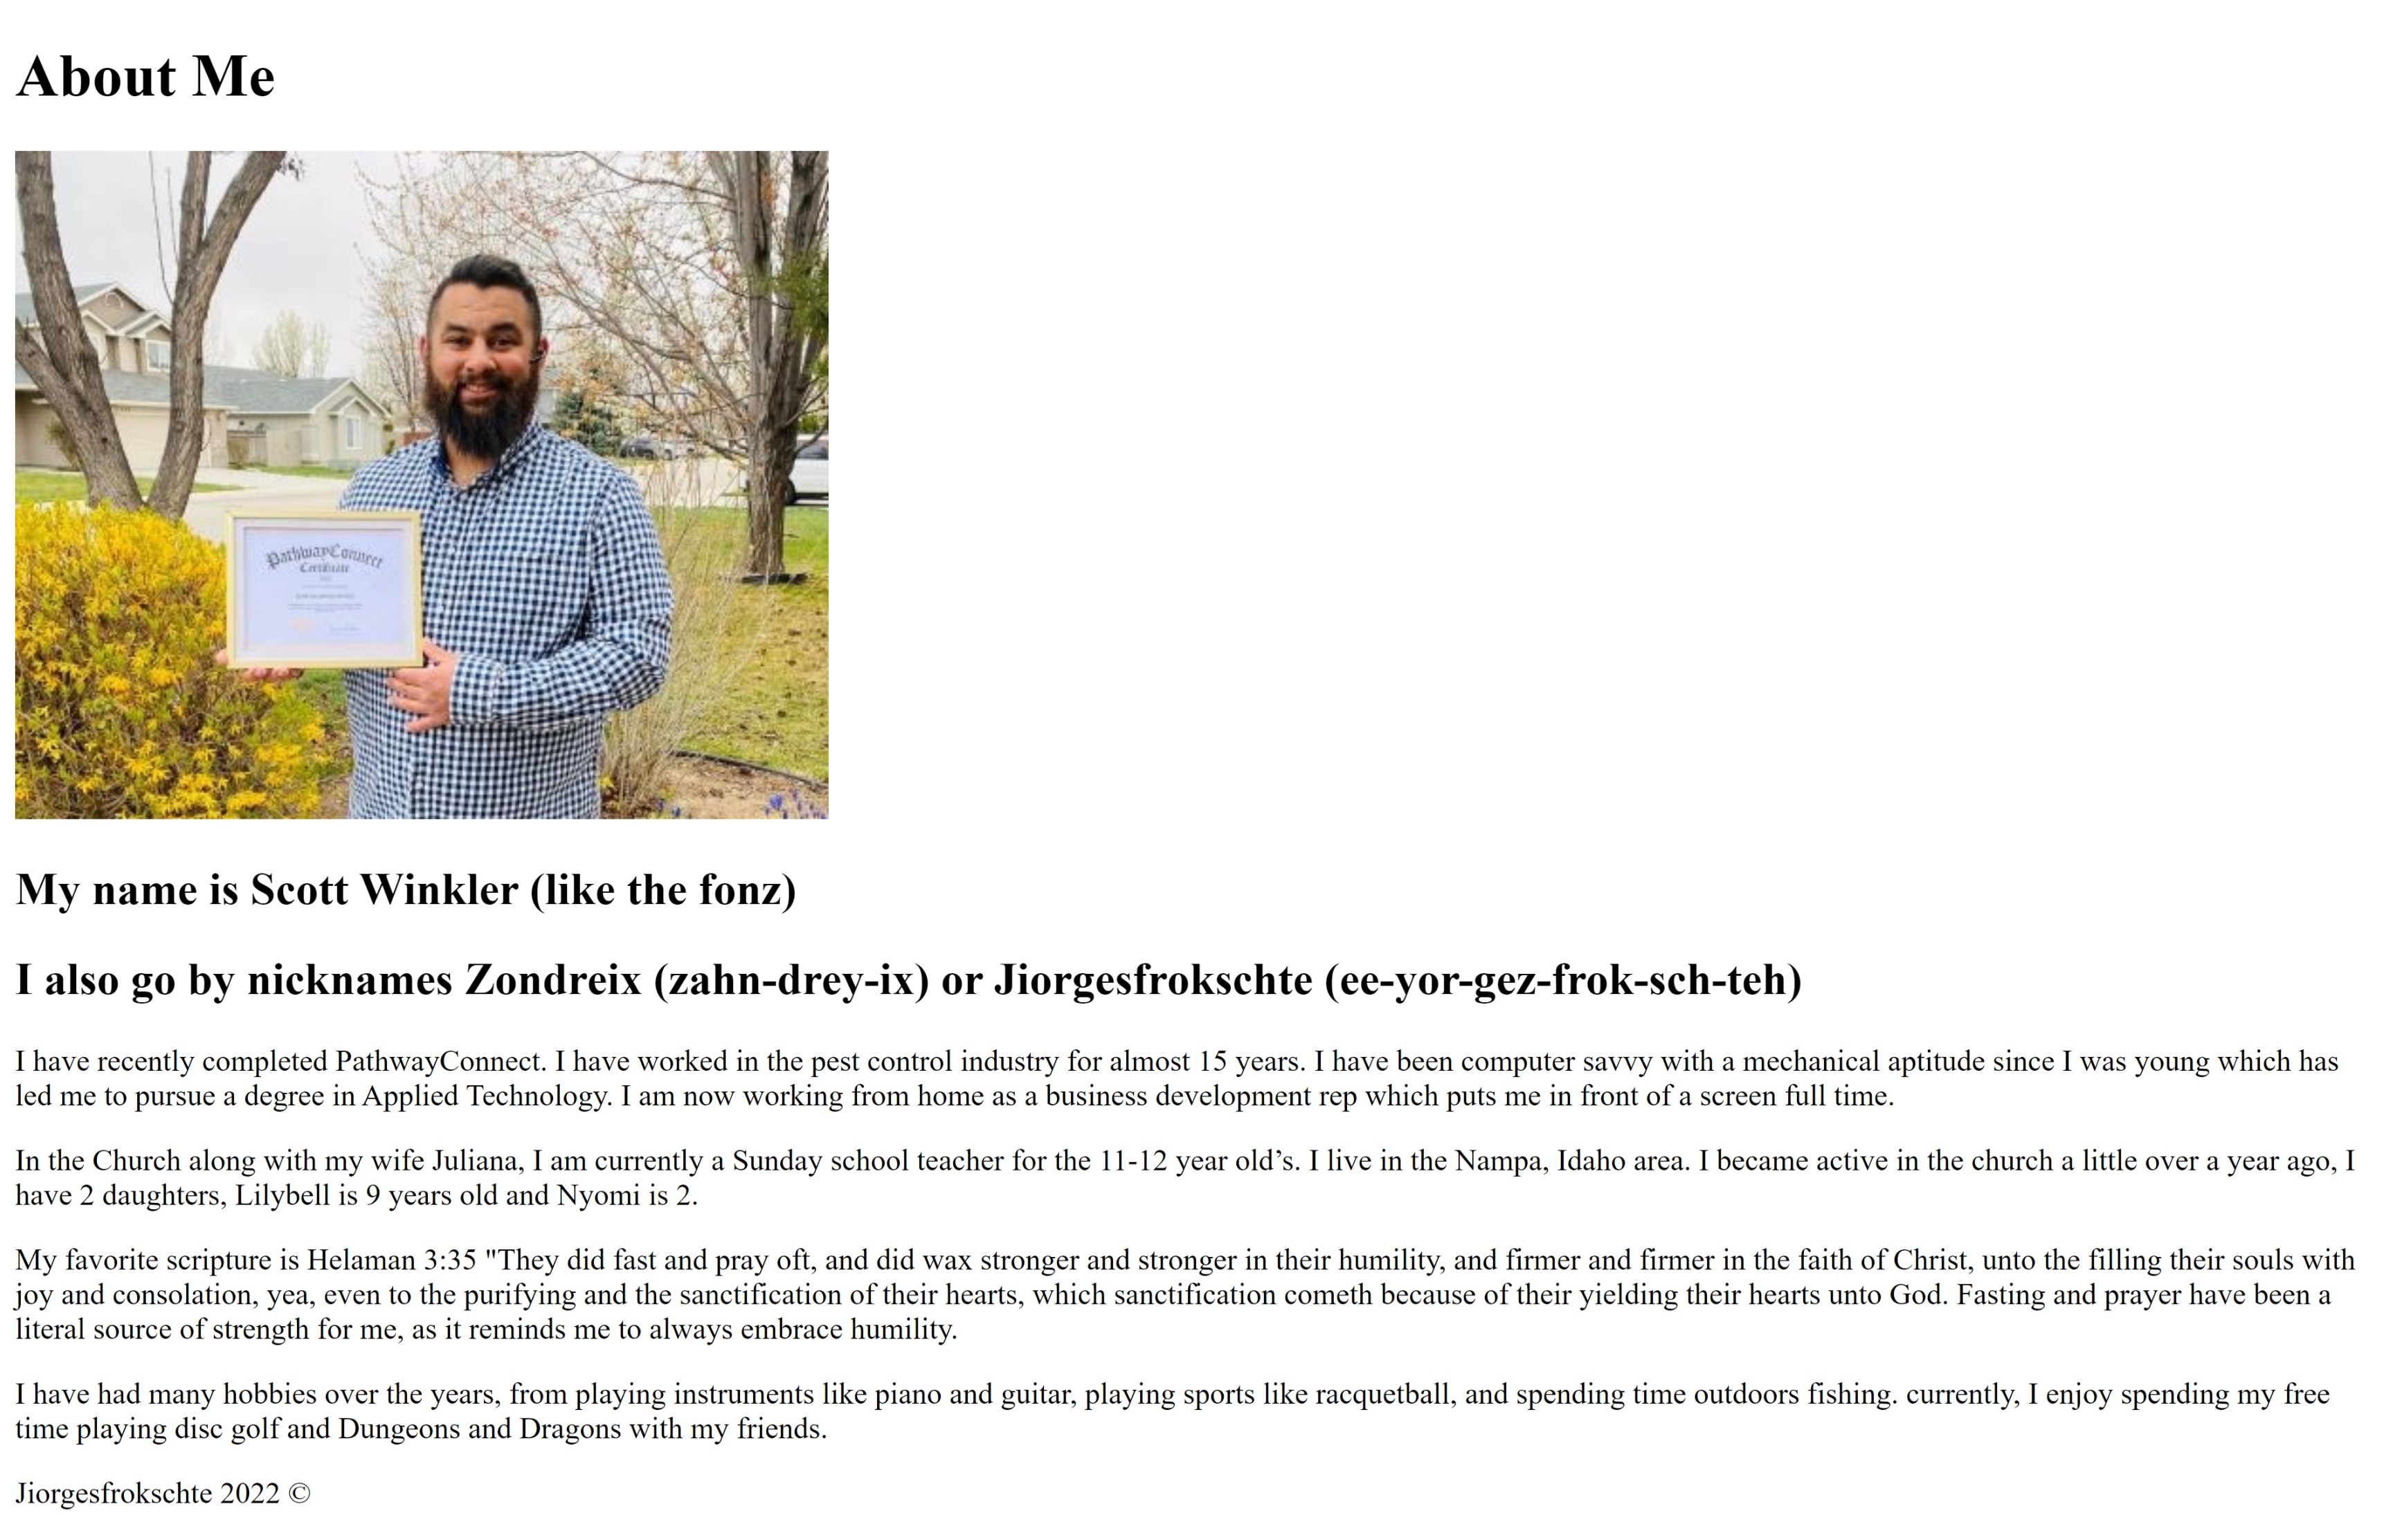 About Me
PathwayConnect
Certificate
My name is Scott Winkler (like the fonz)
I also go by nicknames Zondreix (zahn-drey-ix) or Jiorgesfrokschte (ee-yor-gez-frok-sch-teh)
I have recently completed PathwayConnect. I have worked in the pest control industry for almost 15 years. I have been computer savvy with a mechanical aptitude since I was young which has
led me to pursue a degree in Applied Technology. I am now working from home as a business development rep which puts me in front of a screen full time.
In the Church along with my wife Juliana, I am currently a Sunday school teacher for the 11-12 year old’s. I live in the Nampa, Idaho area. I became active in the church a little over a year ago, I
have 2 daughters, Lilybell is 9 years old and Nyomi is 2.
My favorite scripture is Helaman 3:35 "They did fast and pray oft, and did wax stronger and stronger in their humility, and firmer and firmer in the faith of Christ, unto the filling their souls with
joy and consolation, yea, even to the purifying and the sanctification of their hearts, which sanctification cometh because of their yielding their hearts unto God. Fasting and prayer have been a
literal source of strength for me, as it reminds me to always embrace humility.
I have had many hobbies over the years, from playing instruments like piano and guitar, playing sports like racquetball, and spending time outdoors fishing. currently, I enjoy spending my free
time playing disc golf and Dungeons and Dragons with my friends.
Jiorgesfrokschte 2022 ©